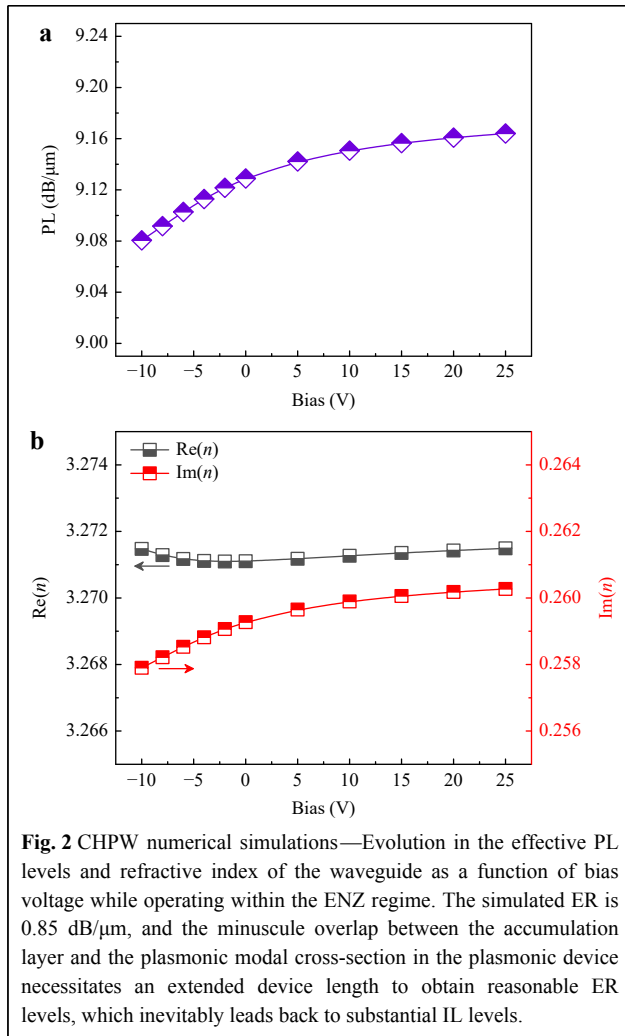 a
9.24
9.20
9.16
9.12
9.08
9.04
9.00
PL (dB/μm)
−10 −5 0 5 10 15 20 25
Bias (V)
b
Re(n)
Im(n)
3.274
3.272
3.270
3.268
3.266
Re(n)
0.264
0.262
0.260
0.258
0.256
Im(n)
−10 −5 0 5 10 15 20 25
Bias (V)
Fig. 2 CHPW numerical simulations—Evolution in the effective PL
levels and refractive index of the waveguide as a function of bias
voltage while operating within the ENZ regime. The simulated ER is
0.85 dB/μm, and the minuscule overlap between the accumulation
layer and the plasmonic modal cross-section in the plasmonic device
necessitates an extended device length to obtain reasonable ER
levels, which inevitably leads back to substantial IL levels.